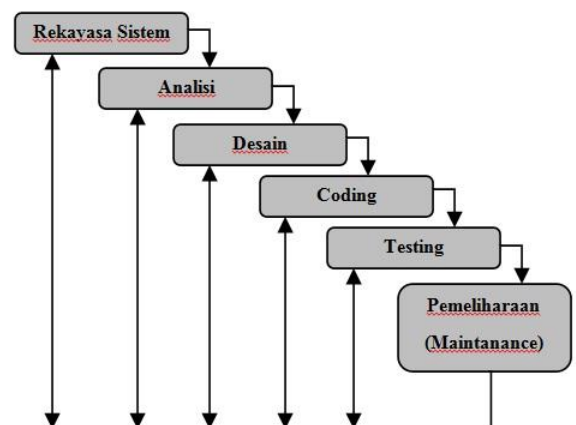 Rekayasa Sistem
Analisi
Desain
Coding
Testing
Pemeliharaan
(Maintanance)